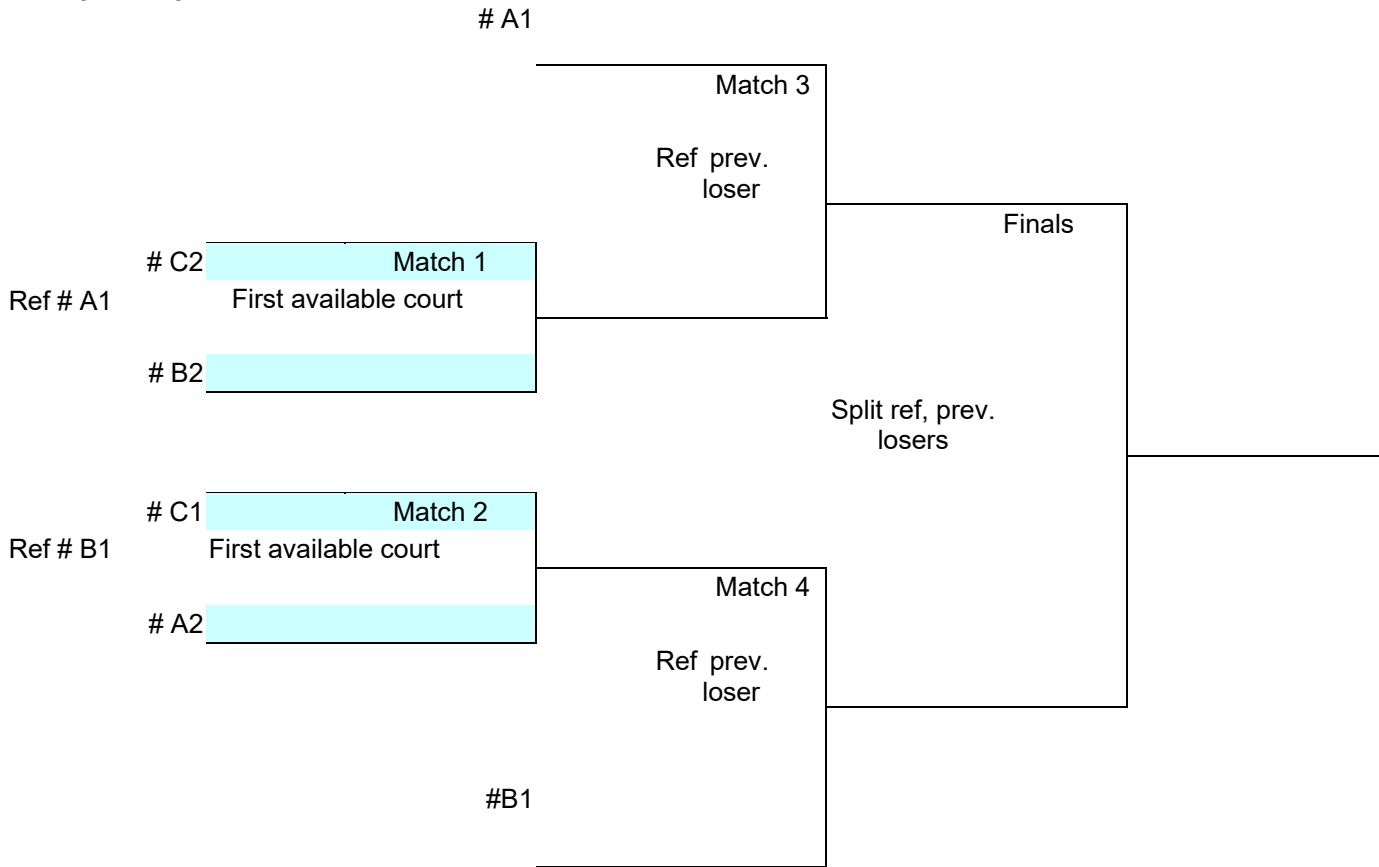 # A1
Match 3
Ref prev.
loser
Finals
# C2
Match 1
Ref # A1
First available court
# B2
Split ref, prev.
losers
# C1
Match 2
Ref # B1
First available court
Match 4
# A2
Ref prev.
loser
#B1